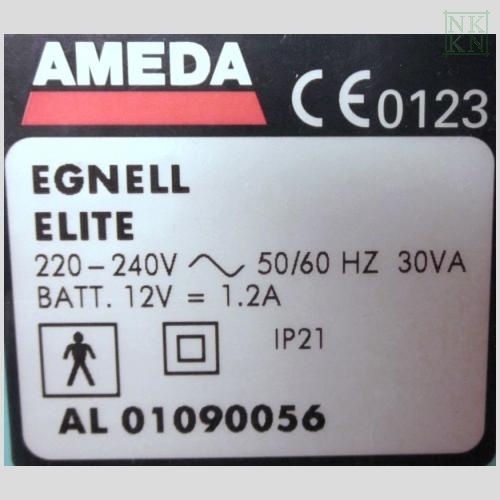 NK
KN
AMEDA
CE0123
EGNELL
ELITE
220-240V ~ 50/60 HZ 30VA
BATT. 12V = 1.2A
IP21
AL 01090056